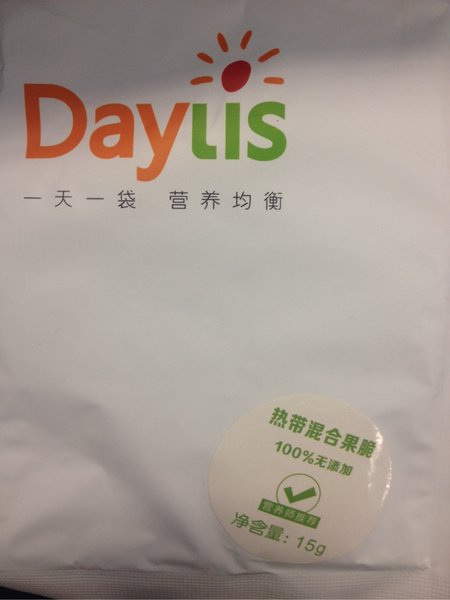 Daylis
一天一袋 营养均衡
热带混合果脆
100%无添加
营养师推荐
净含量: 15g